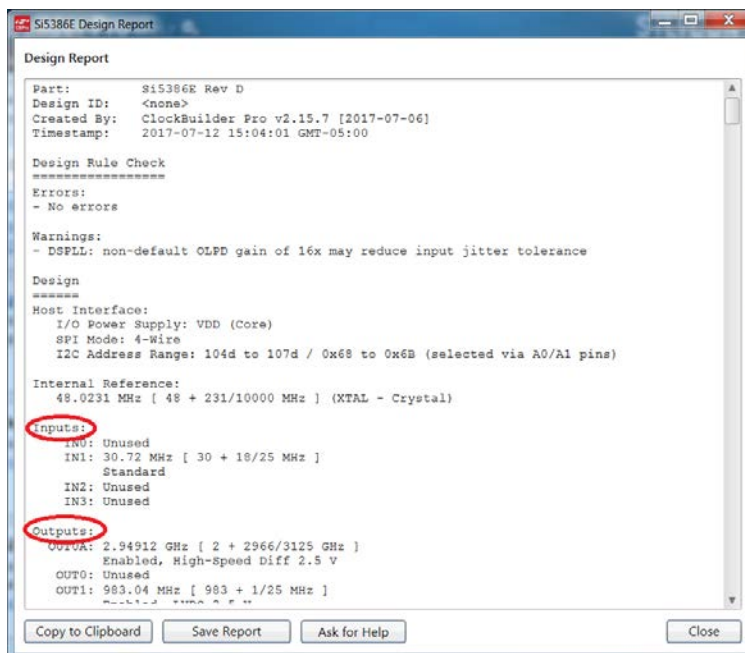 Si5386E Design Report
Design Report
Part: Si5386E Rev D
Design ID: <none>
Created By: ClockBuilder Pro v2.15.7 [2017-07-06]
Timestamp: 2017-07-12 15:04:01 GMT-05:00
Design Rule Check
=================
Errors:
- No errors
Warnings:
- DSPLL: non-default OLPD gain of 16x may reduce input jitter tolerance
Design
======
Host Interface:
I/O Power Supply: VDD (Core)
SPI Mode: 4-Wire
I2C Address Range: 104d to 107d / 0x68 to 0x6B (selected via A0/A1 pins)
Internal Reference:
48.0231 MHz [ 48 + 231/10000 MHz ] (XTAL - Crystal)
Inputs:
IN0: Unused
IN1: 30.72 MHz [ 30 + 18/25 MHz ]
Standard
IN2: Unused
IN3: Unused
Outputs:
OUT0A: 2.94912 GHz [ 2 + 2966/3125 GHz ]
Enabled, High-Speed Diff 2.5 V
OUT0: Unused
OUT1: 983.04 MHz [ 983 + 1/25 MHz ]
Copy to Clipboard Save Report Ask for Help Close